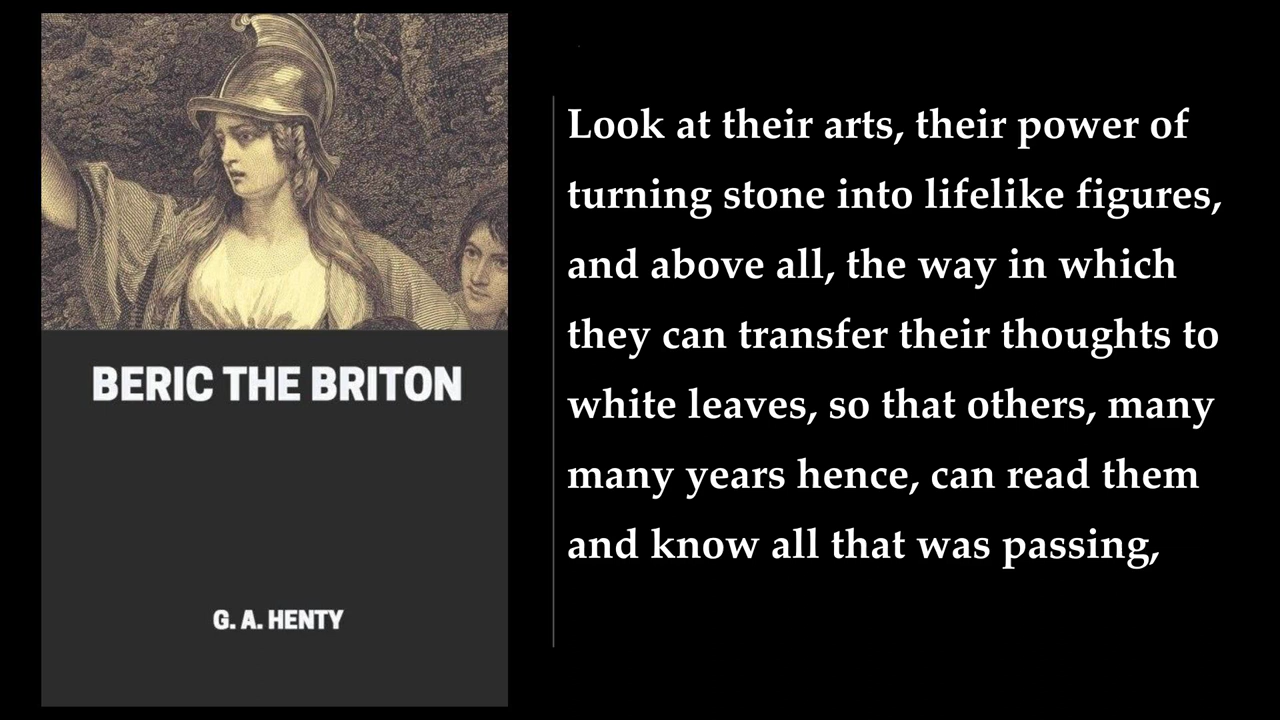 BERIC THE BRITON
G. A. HENTY
Look at their arts, their power of
turning stone into lifelike figures,
and above all, the way in which
they can transfer their thoughts to
white leaves, so that others, many
many years hence, can read them
and know all that was passing,